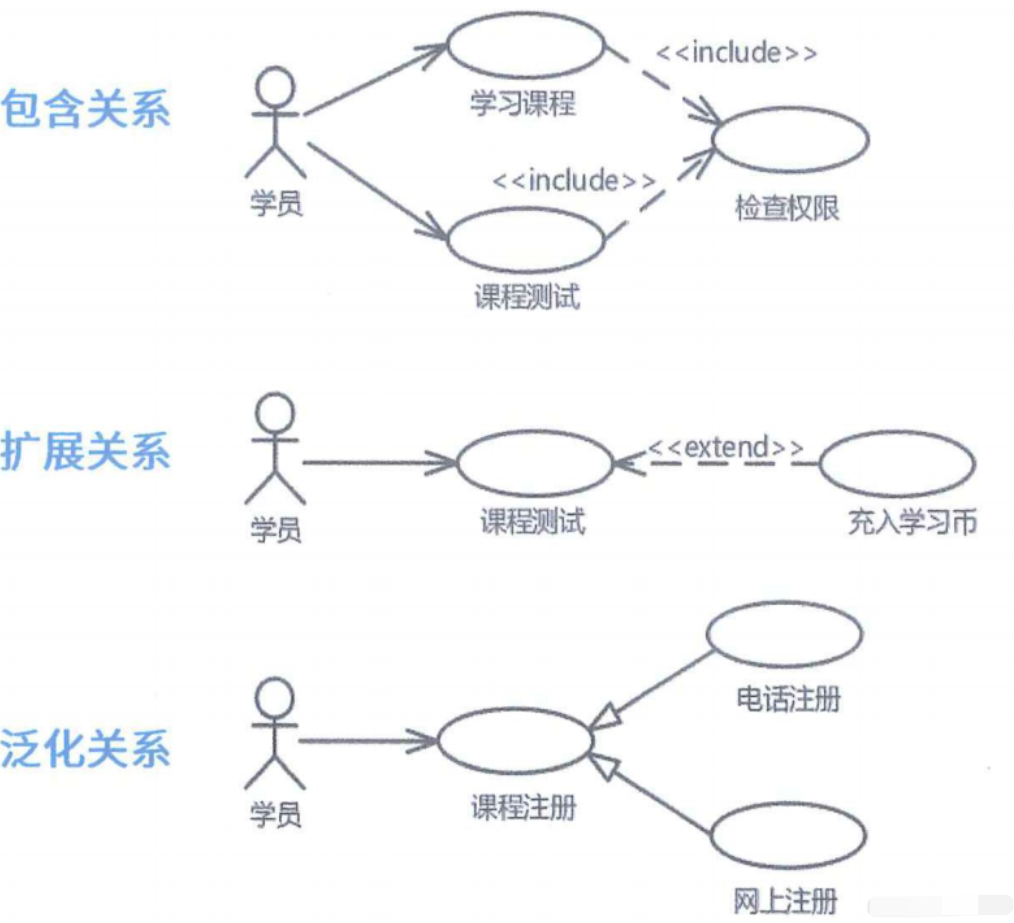 学习课程
<<include>>
包含关系
学员
<<include>>
检查权限
课程测试
扩展关系
学员
<<extend>>
课程测试
充入学习币
泛化关系
学员
电话注册
课程注册
网上注册